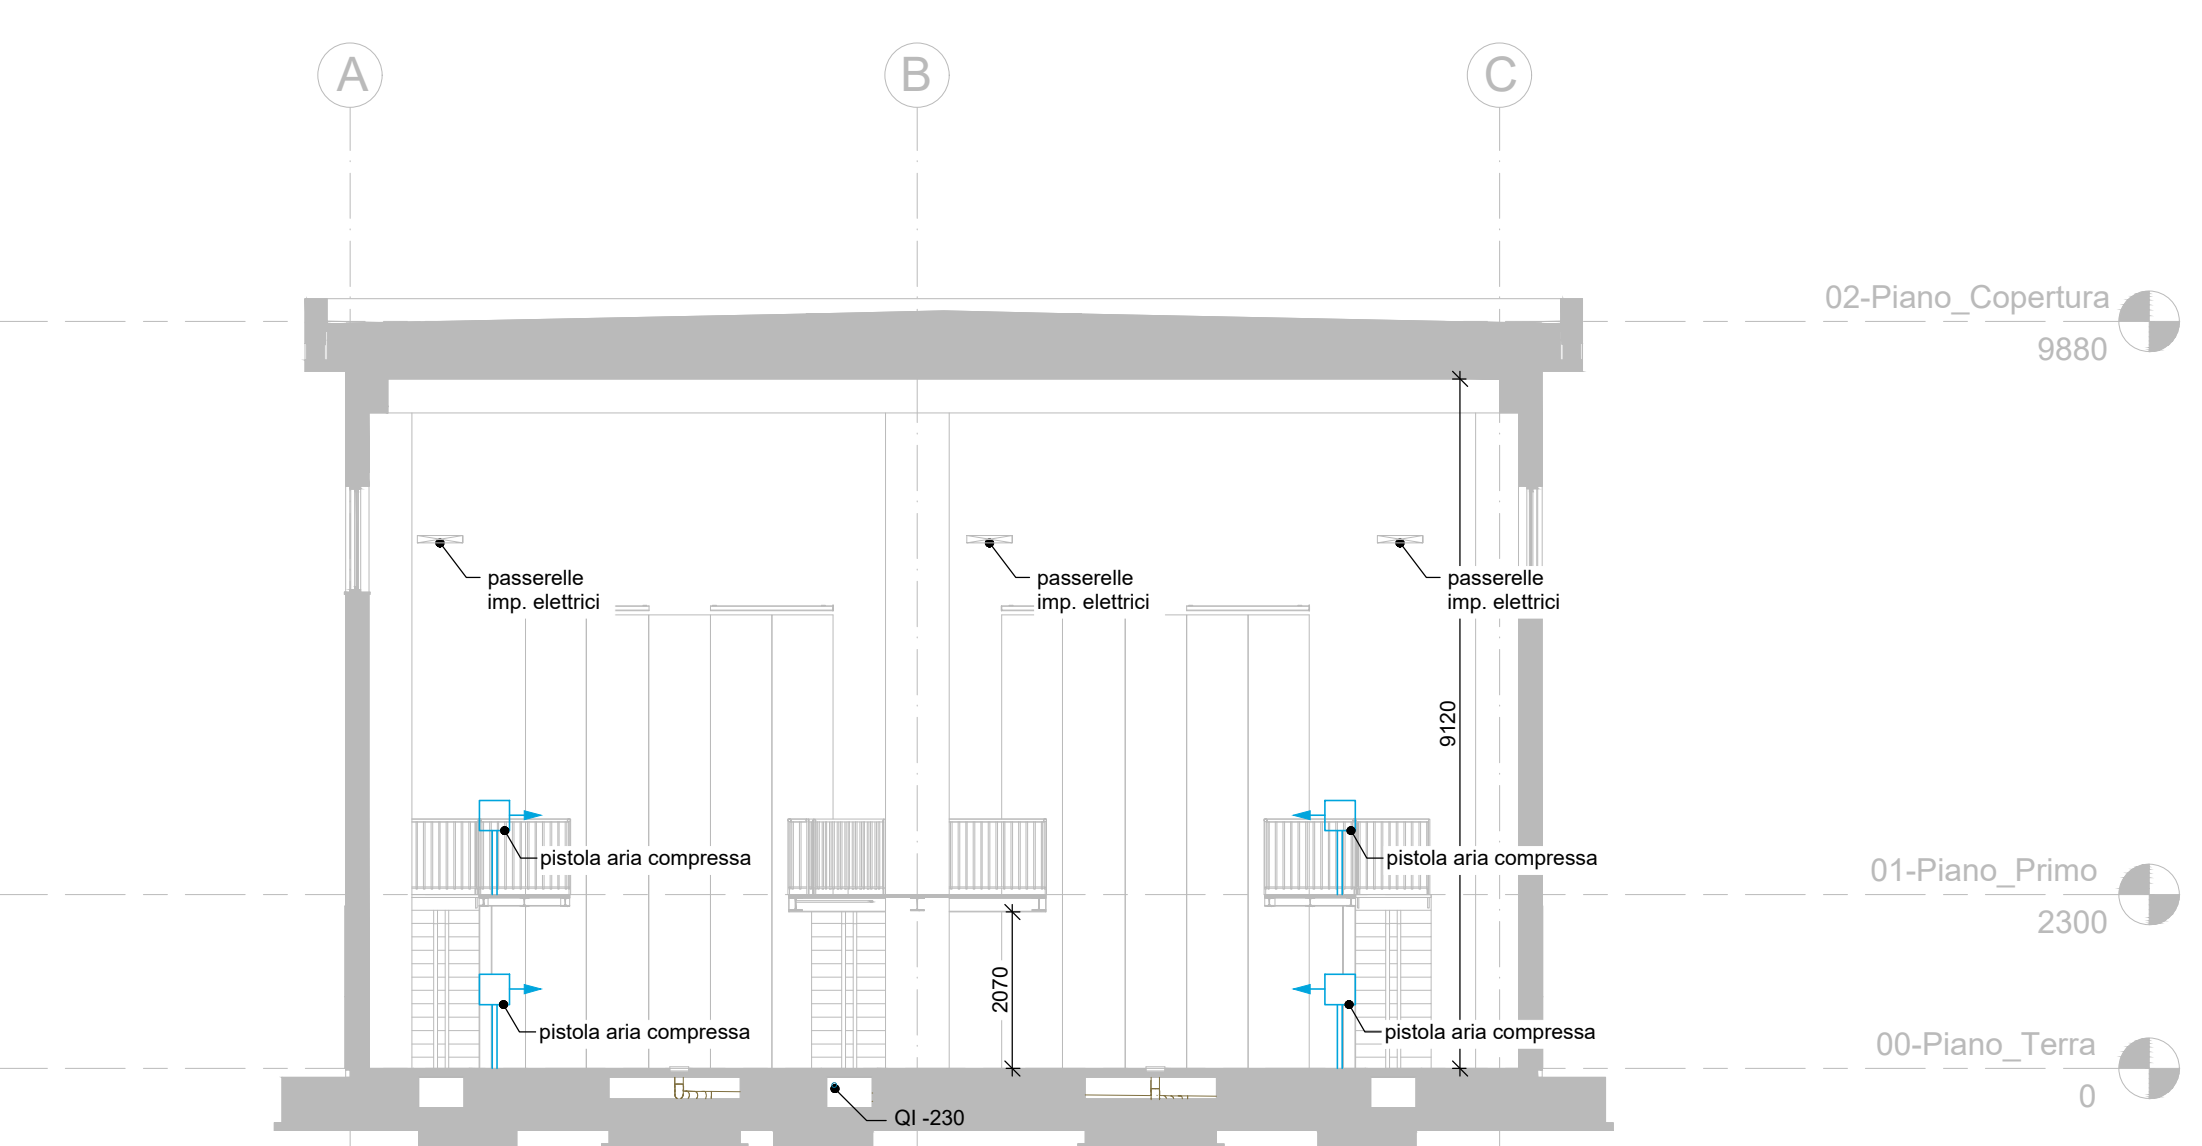 A
B
C
02-Piano_Copertura
9880
passerelle
imp. elettrici
passerelle
imp. elettrici
passerelle
imp. elettrici
9120
pistola aria compressa
pistola aria compressa
01-Piano_Primo
2300
2070
pistola aria compressa
pistola aria compressa
00-Piano_Terra
0
QI -230